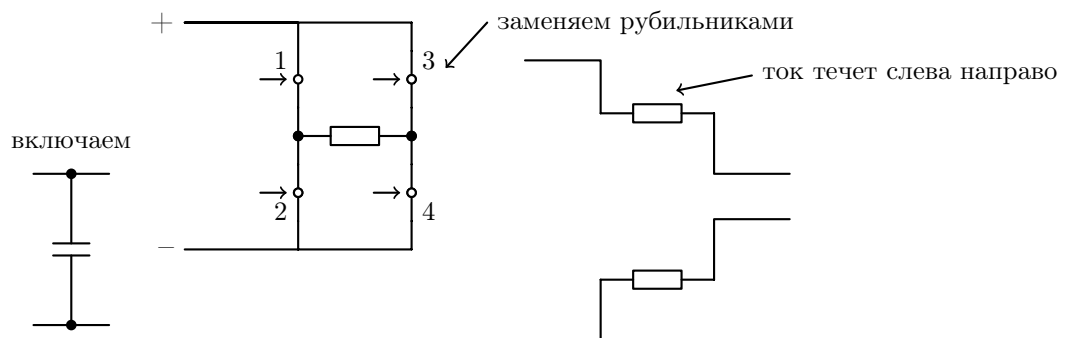 +
заменяем рубильниками
1
3
ток течет слева направо
включаем
2
4
−